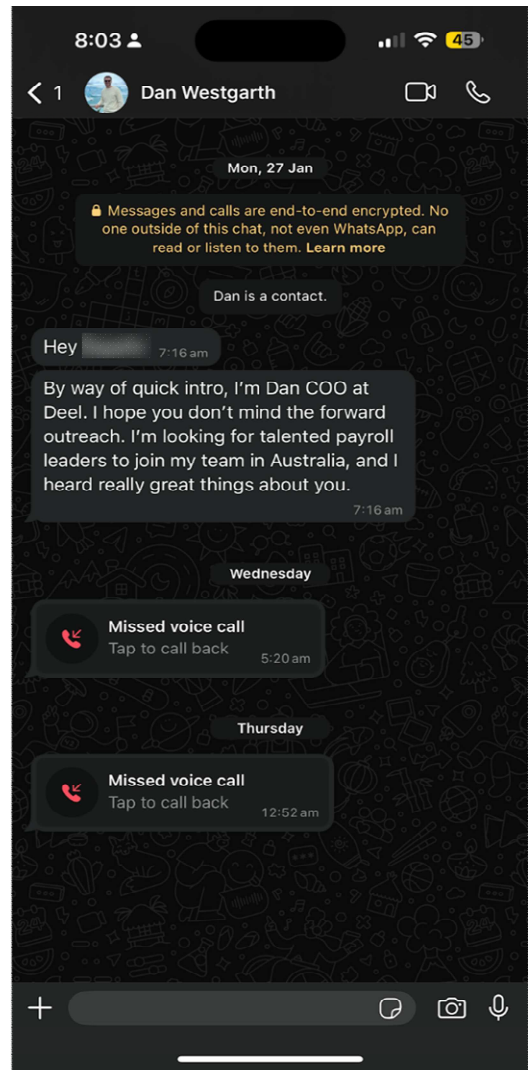 8:03
45
1
Dan Westgarth
Mon, 27 Jan
Messages and calls are end-to-end encrypted. No
one outside of this chat, not even WhatsApp, can
read or listen to them. Learn more
Dan is a contact.
Hey
7:16 am
By way of quick intro, I'm Dan COO at
Deel. I hope you don't mind the forward
outreach. I'm looking for talented payroll
leaders to join my team in Australia, and I
heard really great things about you.
7:16 am
Wednesday
Missed voice call
Tap to call back
5:20 am
Thursday
Missed voice call
Tap to call back
12:52 am